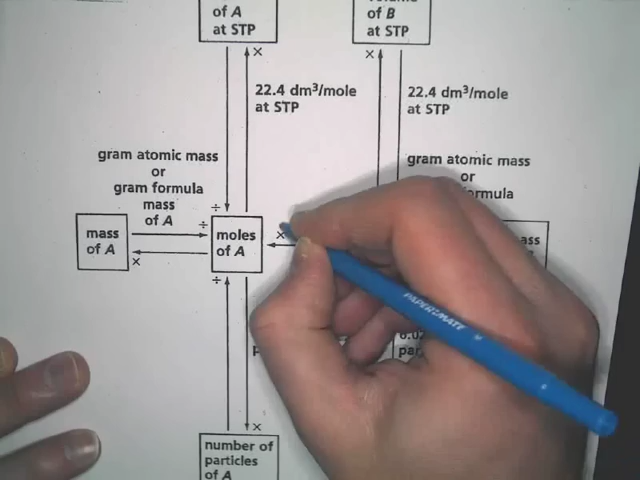 of A
at STP
of B
at STP
×
×
22.4 dm³/mole
at STP
22.4 dm³/mole
at STP
gram atomic mass
or
gram formula
mass
of A
gram atomic mass
or
÷
÷
mass
of A
×
moles
of A
×
÷
PAPER:MATE
×
number of
particles
of A